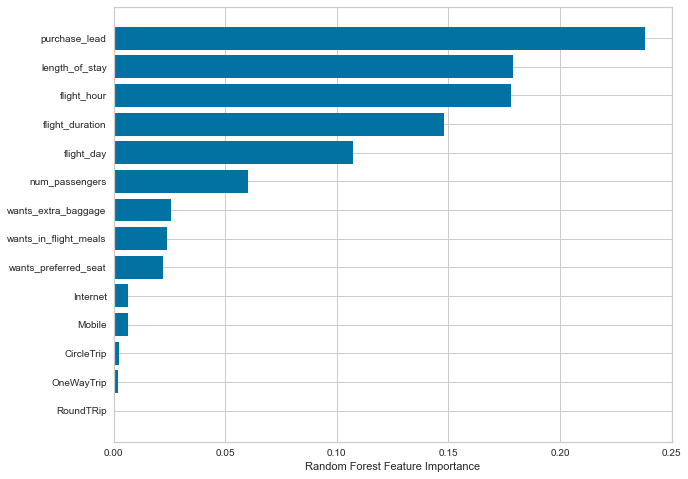 purchase_lead
length_of_stay
flight_hour
flight_duration
flight_day
num_passengers
wants_extra_baggage
wants_in_flight_meals
wants_preferred_seat
Internet
Mobile
CircleTrip
OneWayTrip
RoundTRip
0.00 0.05 0.10 0.15 0.20 0.25
Random Forest Feature Importance